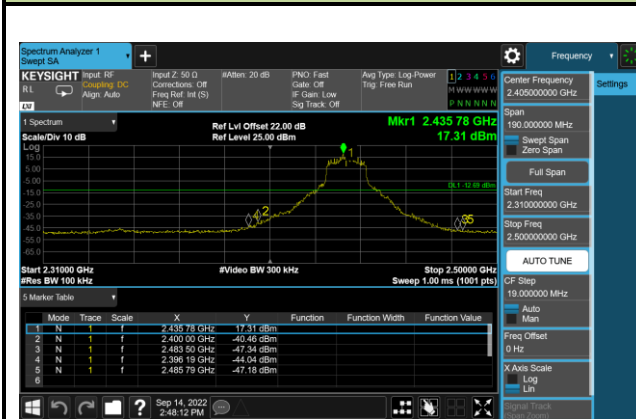 Spectrum Analyzer 1
Swept SA
+
Frequency
KEYSIGHT
Input: RF
Coupling: DC
Align: Auto
Input Z: 50 Ω
Corrections: Off
Freq Ref: Int (S)
NFE: Off
#Atten: 20 dB
PNO: Fast
Gate: Off
IF Gain: Low
Sig Track: Off
Avg Type: Log-Power
Trig: Free Run
1 2 3 4 5 6
M W W W W W
P N N N N N
R L
LXI
Settings
Center Frequency
2.405000000 GHz
Span
190.000000 MHz
Swept Span
Zero Span
Full Span
Start Freq
2.310000000 GHz
Stop Freq
2.500000000 GHz
AUTO TUNE
CF Step
19.000000 MHz
Auto
Man
Freq Offset
0 Hz
X Axis Scale
Log
Lin
Signal Track
(Span Zoom)
1 Spectrum
Scale/Div 10 dB
Ref Lvl Offset 22.00 dB
Ref Level 25.00 dBm
Mkr1 2.435 78 GHz
17.31 dBm
Log
15.0
5.00
-5.00
-15.0
-25.0
-35.0
-45.0
-55.0
-65.0
DL1 -12.69 dBm
1
2
5
Start 2.31000 GHz
#Res BW 100 kHz
#Video BW 300 kHz
Stop 2.50000 GHz
Sweep 1.00 ms (1001 pts)
5 Marker Table
Mode Trace Scale X Y Function Function Width Function Value
1 N 1 f 2.435 78 GHz 17.31 dBm
2 N 1 f 2.400 00 GHz -40.46 dBm
3 N 1 f 2.483 50 GHz -47.34 dBm
4 N 1 f 2.396 19 GHz -44.04 dBm
5 N 1 f 2.485 79 GHz -47.18 dBm
6
?
Sep 14, 2022
2:48:12 PM